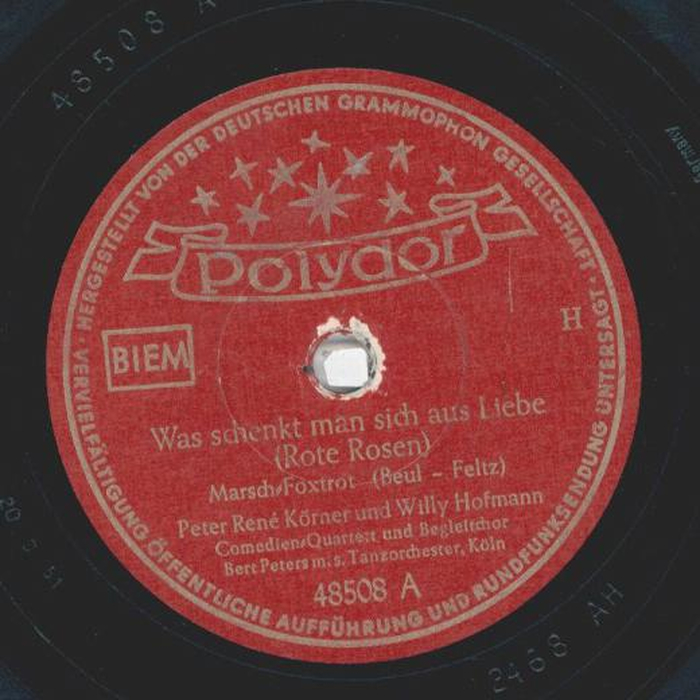 48508 A
Germany
HERGESTELLT VON DER DEUTSCHEN GRAMMOPHON GESELLSCHAFT ·
polydor
BIEM
H
Was schenkt man sich aus Liebe
(Rote Rosen)
Marsch-Foxtrot (Beul – Feltz)
Peter René Körner und Willy Hofmann
Comedien-Quartett und Begleitchor
Bert Peters m. s. Tanzorchester, Köln
48508 A
· VERVIELFÄLTIGUNG ÖFFENTLICHE AUFFÜHRUNG UND RUNDFUNKSENDUNG UNTERSAGT ·
2468 AH